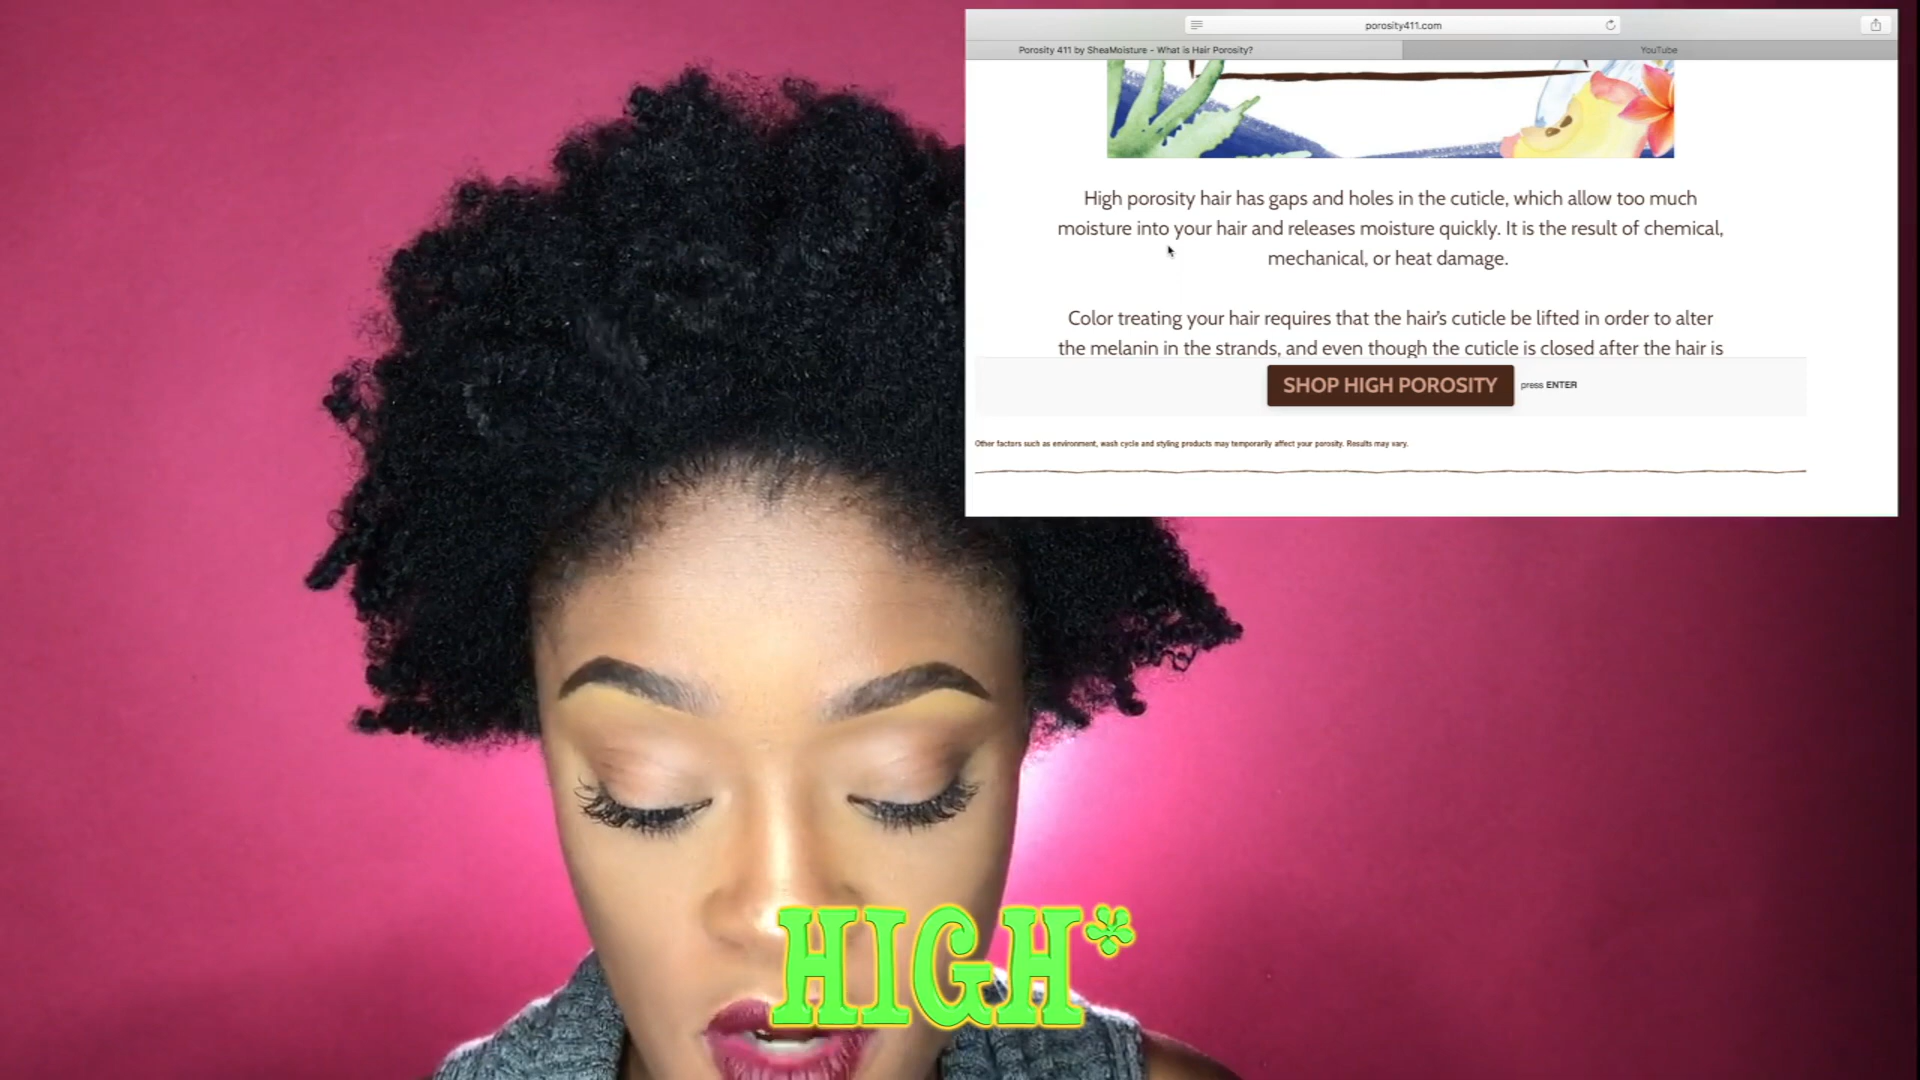 porosity411.com
Porosity 411 by SheaMoisture - What is Hair Porosity?
YouTube
High porosity hair has gaps and holes in the cuticle, which allow too much
moisture into your hair and releases moisture quickly. It is the result of chemical,
mechanical, or heat damage.
Color treating your hair requires that the hair's cuticle be lifted in order to alter
the melanin in the strands, and even though the cuticle is closed after the hair is
SHOP HIGH POROSITY press ENTER
Other factors such as environment, wash cycle and styling products may temporarily affect your porosity. Results may vary.
HIGH*